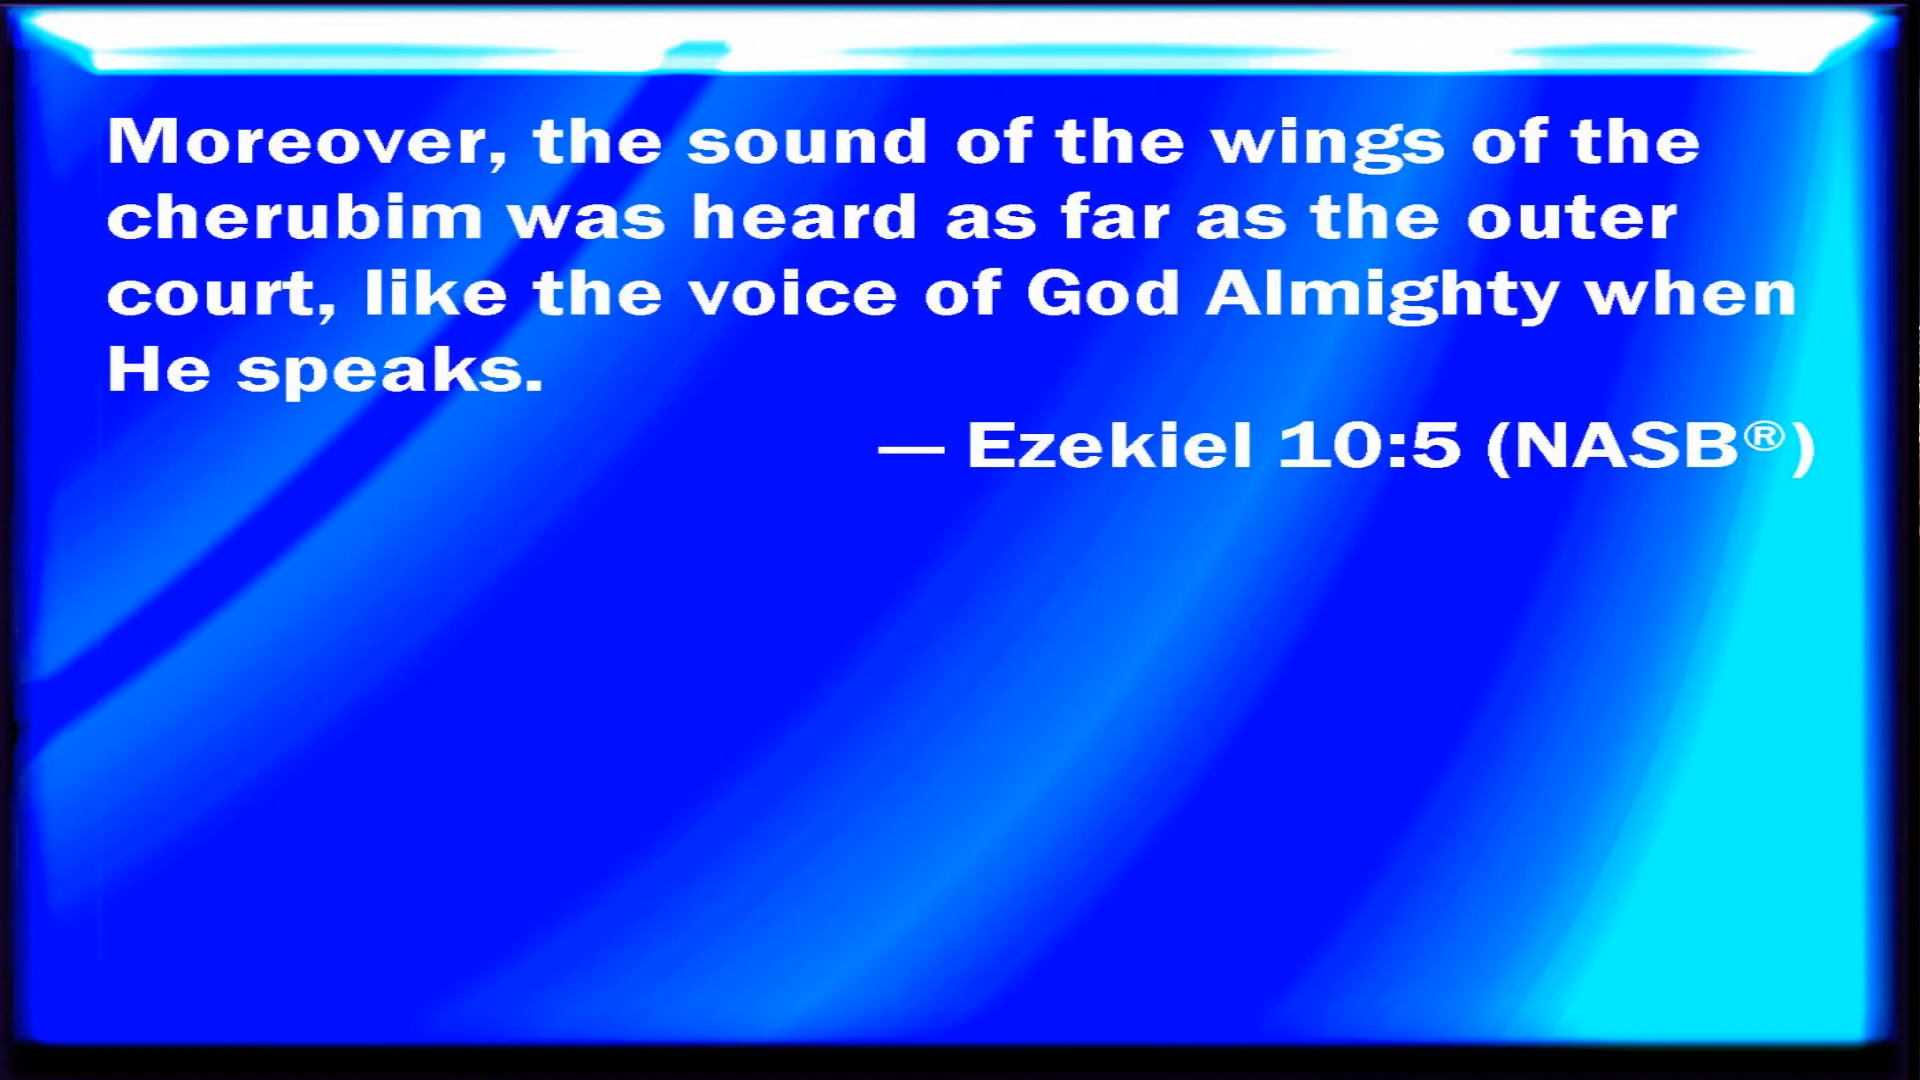 Moreover, the sound of the wings of the
cherubim was heard as far as the outer
court, like the voice of God Almighty when
He speaks.
— Ezekiel 10:5 (NASB®)